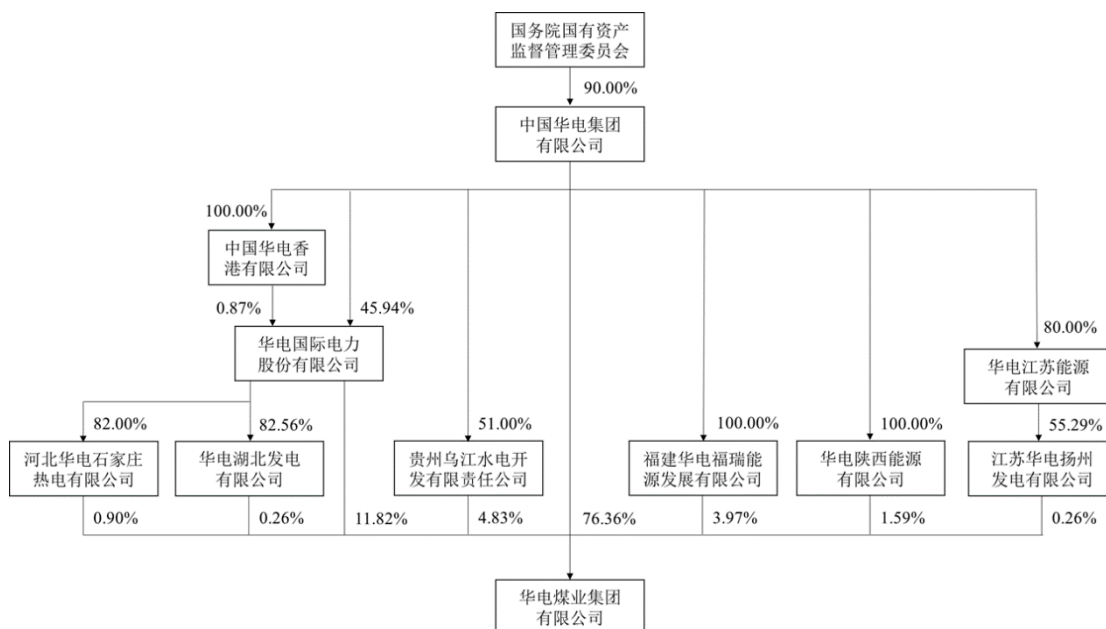 国务院国有资产
监督管理委员会
90.00%
中国华电集团
有限公司
100.00%
中国华电香
港有限公司
0.87%
45.94%
华电国际电力
股份有限公司
80.00%
华电江苏能源
有限公司
82.00%
82.56%
51.00%
100.00%
100.00%
55.29%
河北华电石家庄
热电有限公司
华电湖北发电
有限公司
贵州乌江水电开
发有限责任公司
福建华电福瑞能
源发展有限公司
华电陕西能源
有限公司
江苏华电扬州
发电有限公司
0.90%
0.26%
11.82%
4.83%
76.36%
3.97%
1.59%
0.26%
华电煤业集团
有限公司